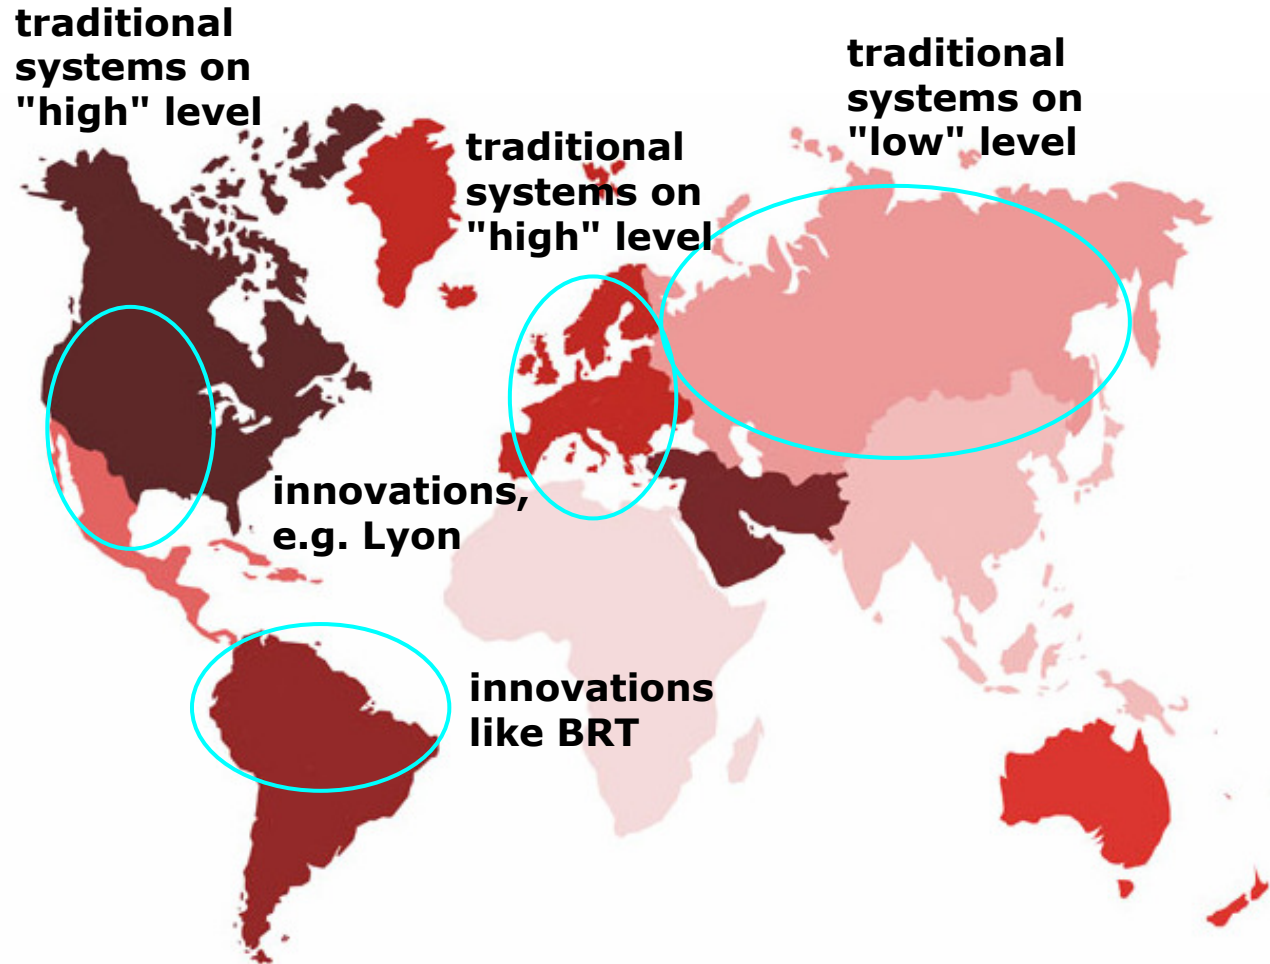 traditional
systems on
"high" level
traditional
systems on
"high" level
traditional
systems on
"low" level
innovations,
e.g. Lyon
innovations
like BRT